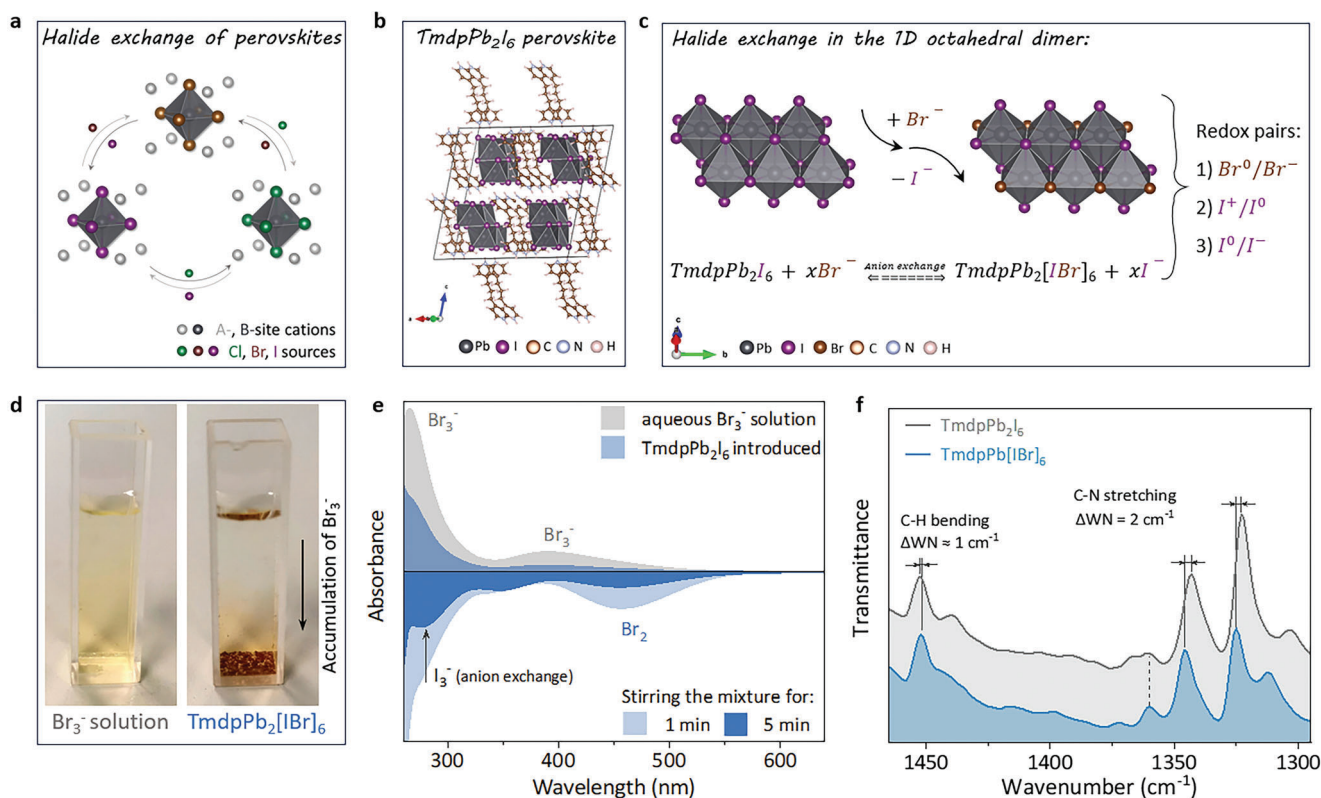 a
Halide exchange of perovskites
A-, B-site cations
Cl, Br, I sources
b
TmdpPb₂I₆ perovskite
c
a
Pb I C N H
c
Halide exchange in the 1D octahedral dimer:
+ Br⁻
− I⁻
Redox pairs:
1) Br⁰/Br⁻
2) I⁺/I⁰
3) I⁰/I⁻
TmdpPb₂I₆ + xBr⁻ Anion exchange TmdpPb₂[IBr]₆ + xI⁻
c
b
Pb I Br C N H
d
Br₃⁻ solution
TmdpPb₂[IBr]₆
Accumulation of Br₃⁻
e
Br₃⁻
aqueous Br₃⁻ solution
TmdpPb₂I₆ introduced
Br₃⁻
Br₂
I₃⁻ (anion exchange)
Stirring the mixture for:
1 min 5 min
Absorbance
300 400 500 600
Wavelength (nm)
f
TmdpPb₂I₆
TmdpPb[IBr]₆
C-H bending
ΔWN ≈ 1 cm⁻¹
C-N stretching
ΔWN = 2 cm⁻¹
Transmittance
1450 1400 1350 1300
Wavenumber (cm⁻¹)